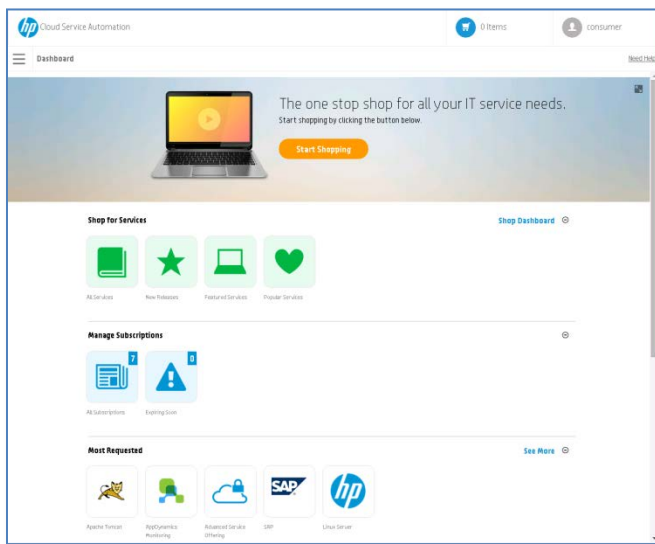 hp Cloud Service Automation
0 Items
consumer
Dashboard
Need Help
The one stop shop for all your IT service needs.
Start shopping by clicking the button below.
Start Shopping
Shop for Services
Shop Dashboard
All Services
New Releases
Featured Services
Popular Services
Manage Subscriptions
7
0
All Subscriptions
Expiring Soon
Most Requested
See More
SAP
hp
Apache Tomcat
AppDynamics
Monitoring
Advanced Service
Offering
SAP
Linux Server